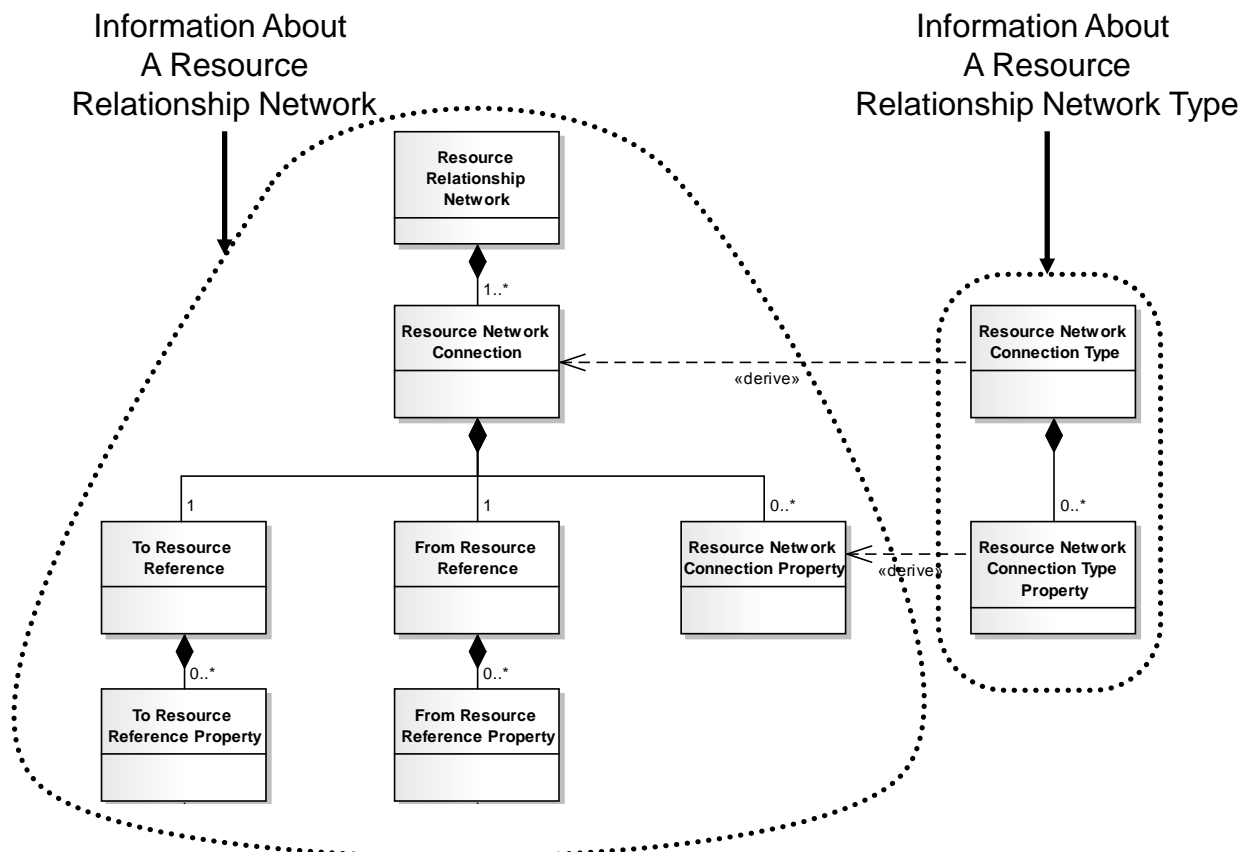 Information About
A Resource
Relationship Network
Information About
A Resource
Relationship Network Type
Resource
Relationship
Network
1..*
Resource Network
Connection
Resource Network
Connection Type
«derive»
1
1
0..*
0..*
To Resource
Reference
From Resource
Reference
Resource Network
Connection Property
«derive»
Resource Network
Connection Type
Property
0..*
0..*
To Resource
Reference Property
From Resource
Reference Property